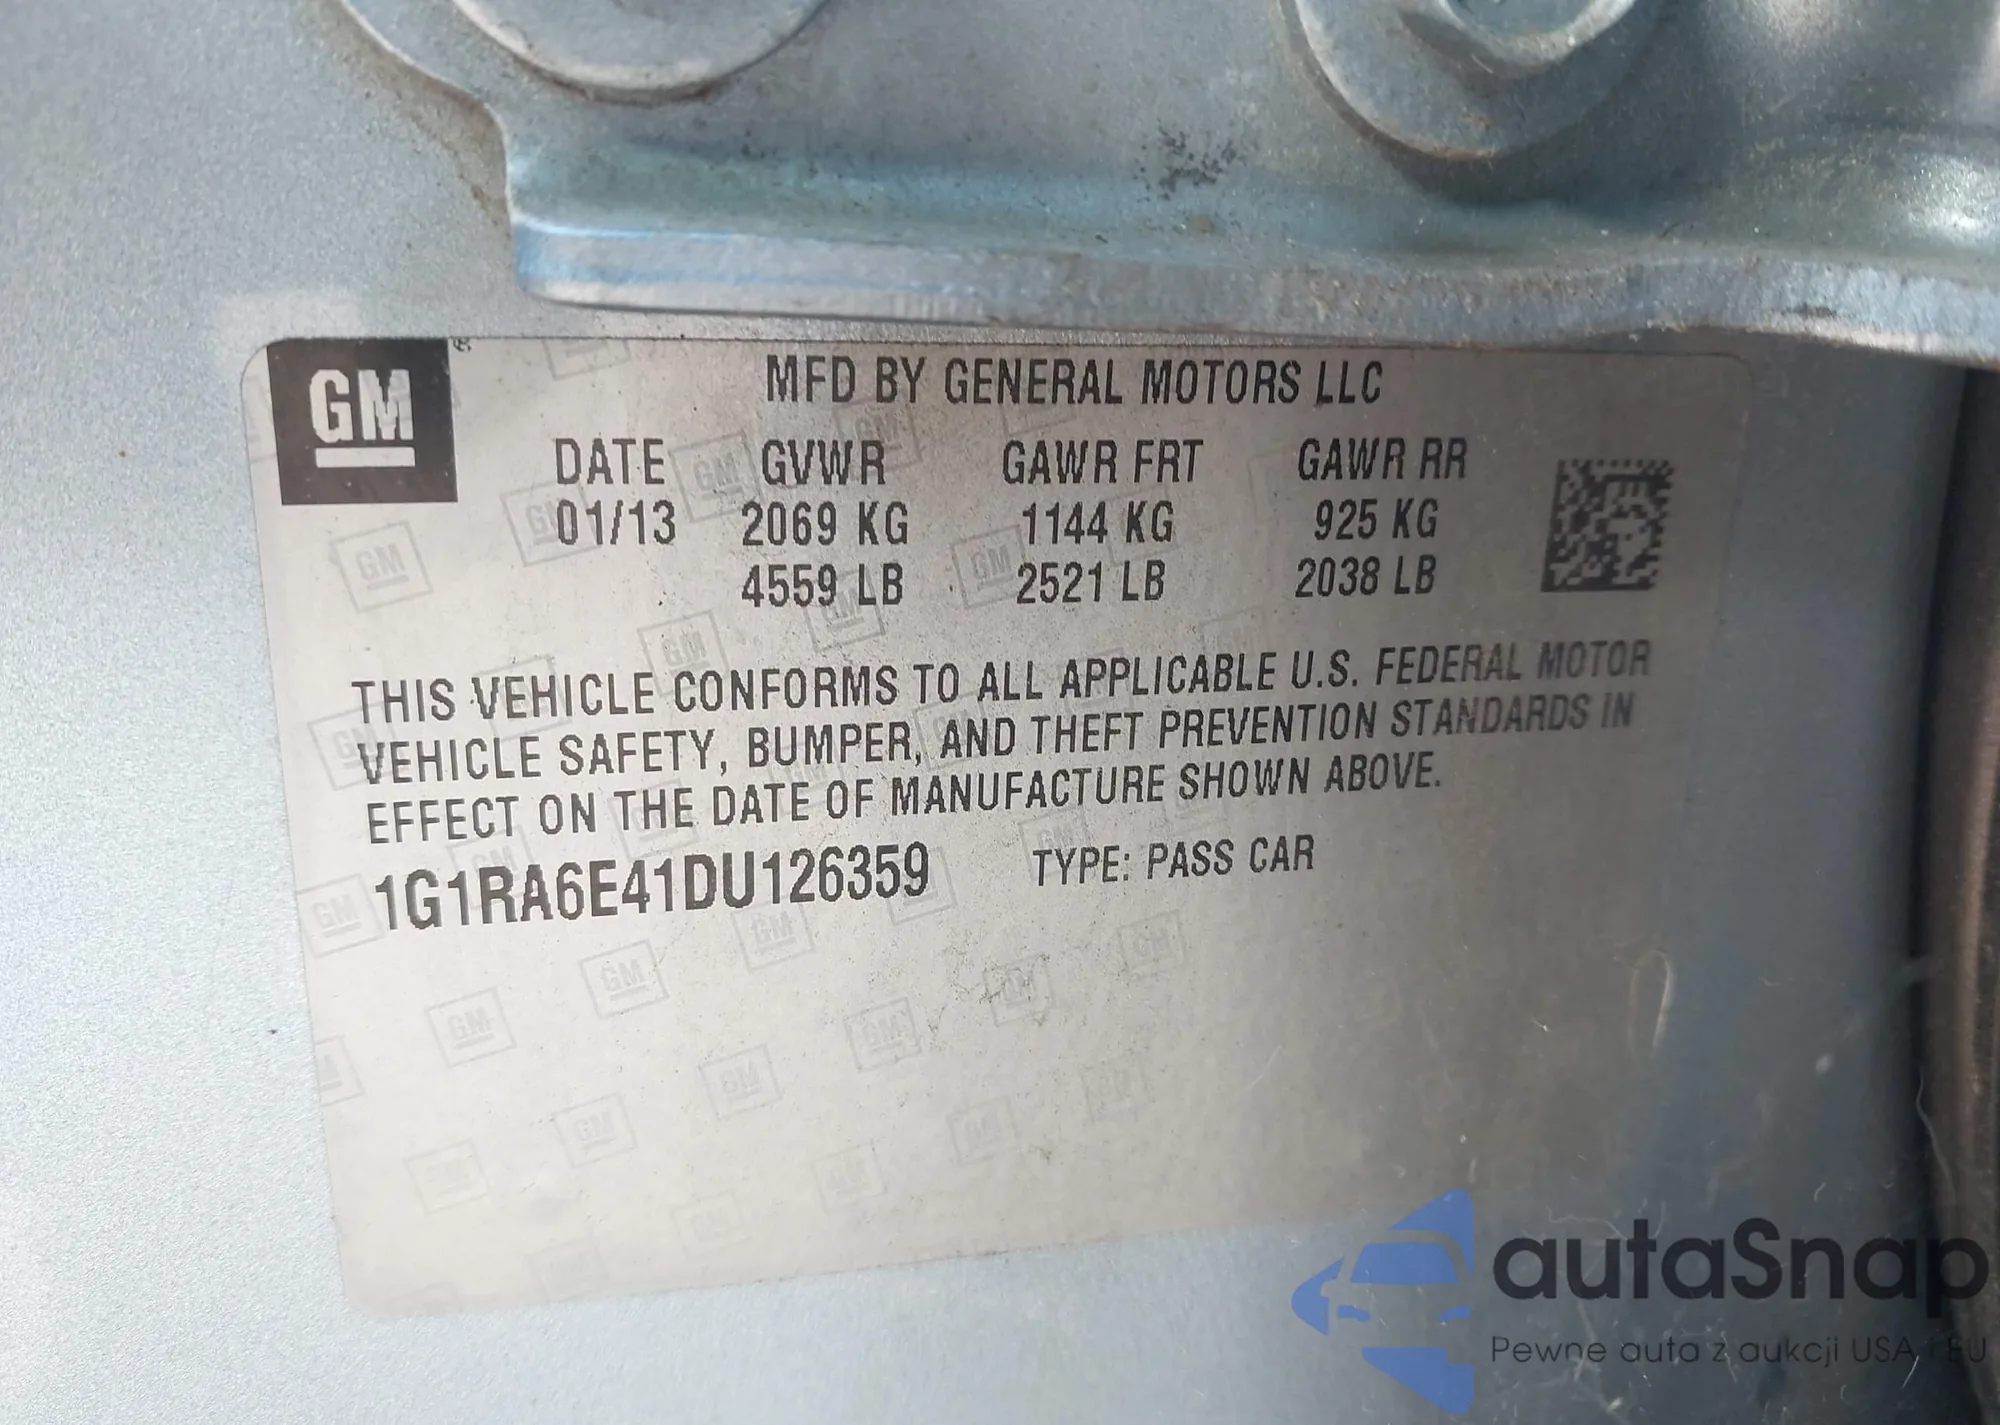 GM
MFD BY GENERAL MOTORS LLC
DATE GVWR GAWR FRT GAWR RR
01/13 2069 KG 1144 KG 925 KG
4559 LB 2521 LB 2038 LB
THIS VEHICLE CONFORMS TO ALL APPLICABLE U.S. FEDERAL MOTOR
VEHICLE SAFETY, BUMPER, AND THEFT PREVENTION STANDARDS IN
EFFECT ON THE DATE OF MANUFACTURE SHOWN ABOVE.
1G1RA6E41DU126359 TYPE: PASS CAR
autaSnap
Pewne auta z aukcji USA i EU